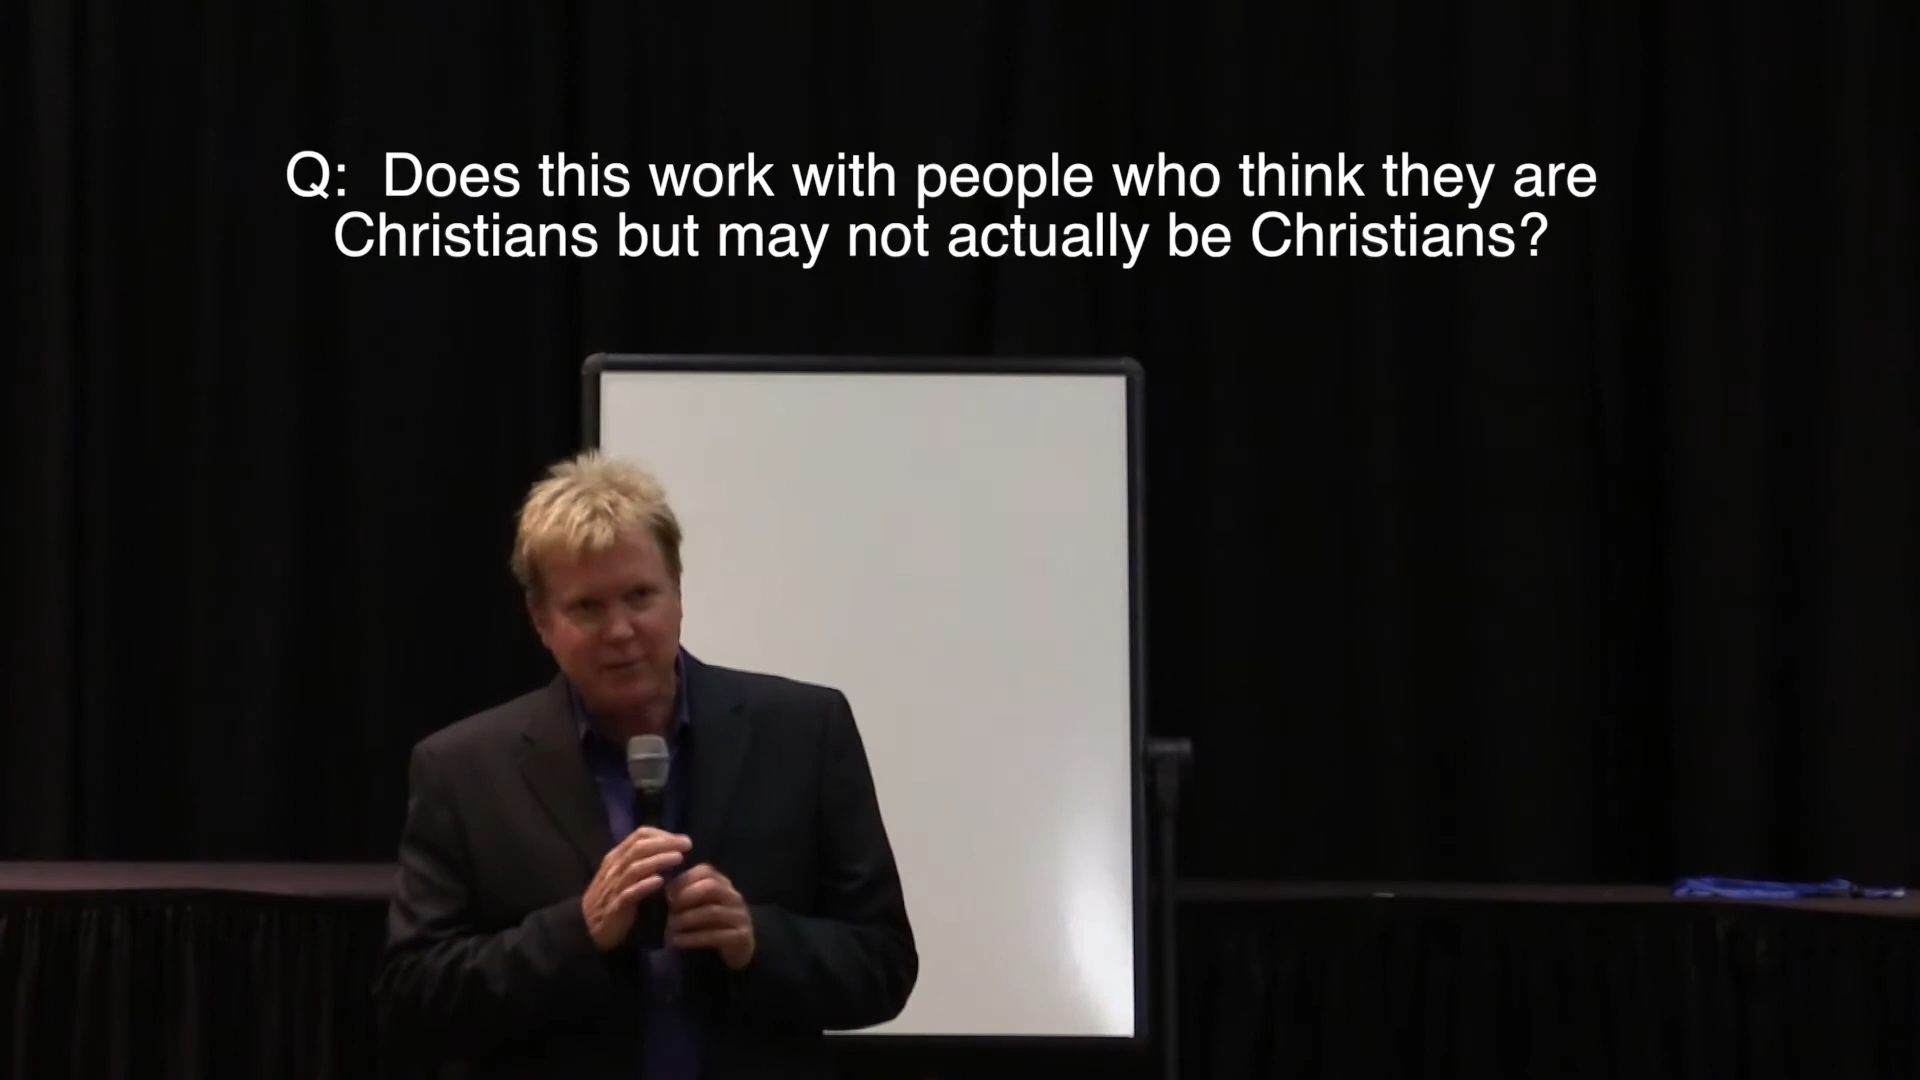 Q:  Does this work with people who think they are
Christians but may not actually be Christians?